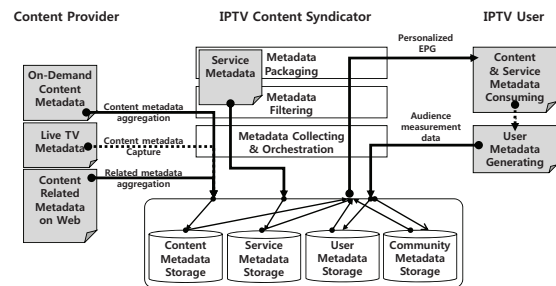 Content Provider
IPTV Content Syndicator
IPTV User
Personalized
EPG
On-Demand
Content
Metadata
Service
Metadata
Metadata
Packaging
Content
& Service
Metadata
Consuming
Content metadata
aggregation
Metadata
Filtering
Live TV
Metadata
Content metadata
Capture
Metadata Collecting
& Orchestration
Audience
measurement
data
User
Metadata
Generating
Content
Related
Metadata
on Web
Related metadata
aggregation
Content
Metadata
Storage
Service
Metadata
Storage
User
Metadata
Storage
Community
Metadata
Storage